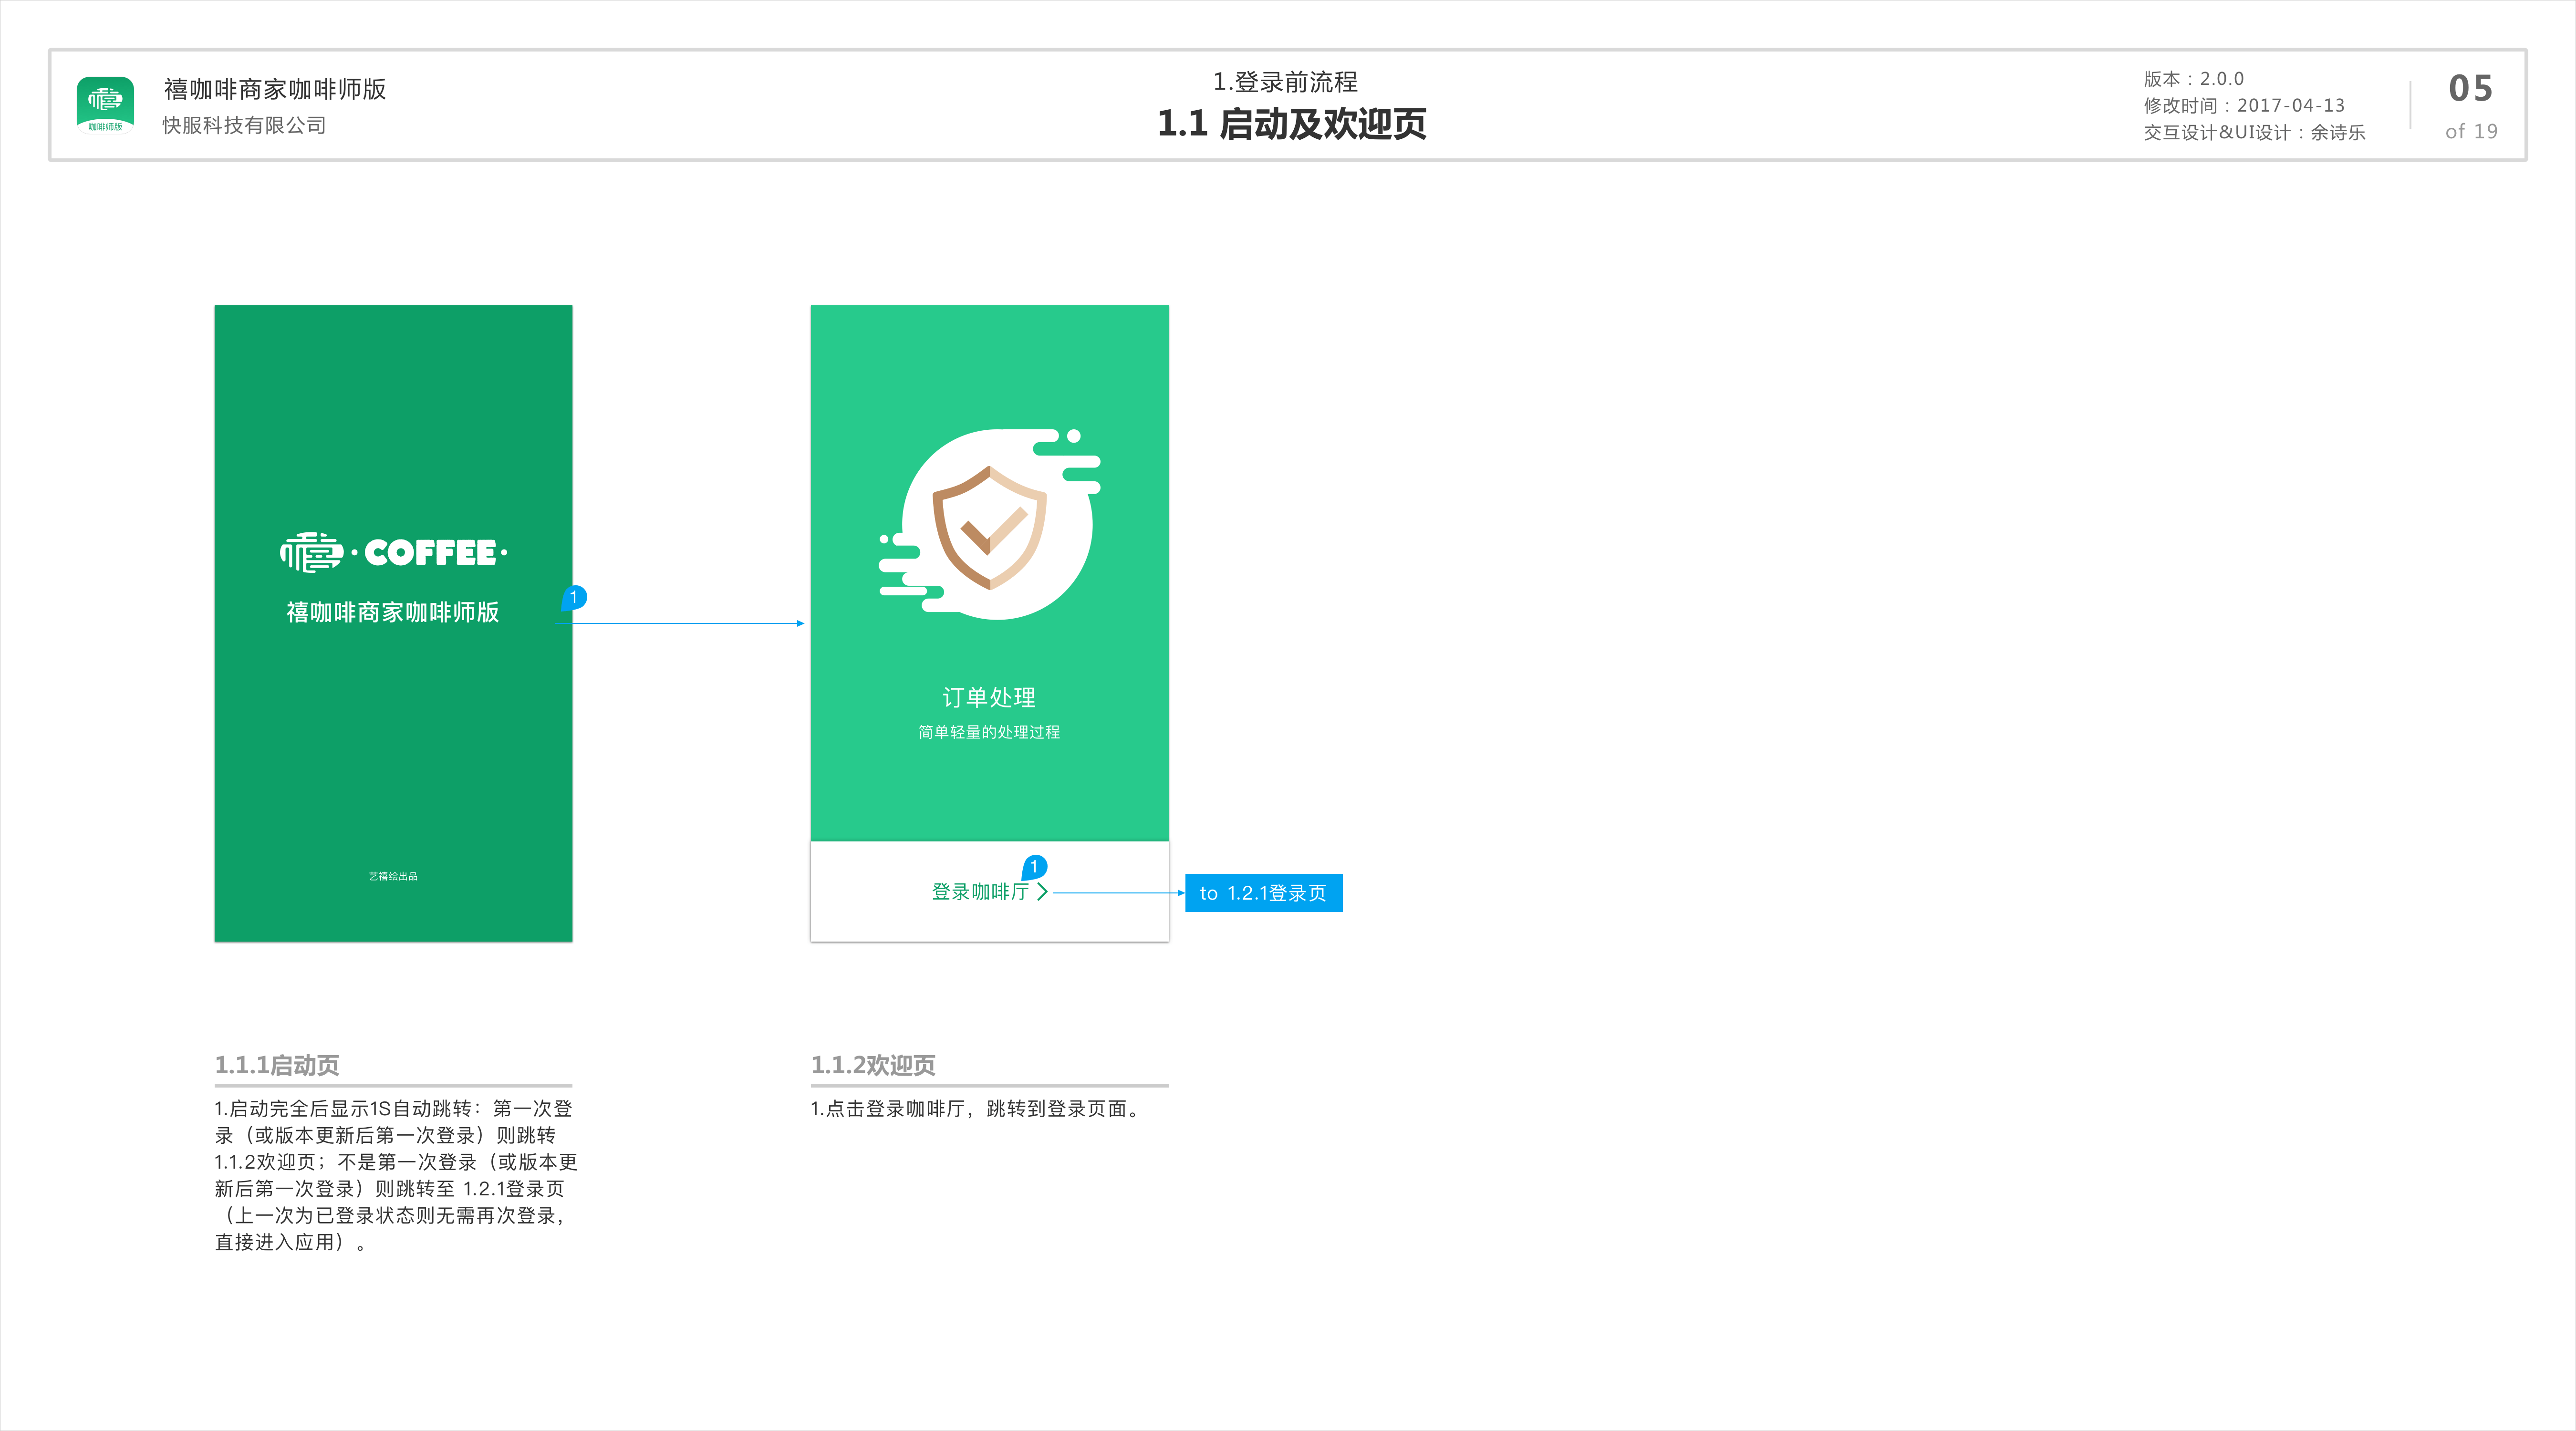 禧咖啡商家咖啡师版
快服科技有限公司
咖啡师版
1.登录前流程
1.1 启动及欢迎页
版本：2.0.0
修改时间：2017-04-13
交互设计&UI设计：余诗乐
05
of 19
禧·COFFEE·
禧咖啡商家咖啡师版
艺禧绘出品
1
订单处理
简单轻量的处理过程
1
登录咖啡厅
to 1.2.1登录页
1.1.1启动页
1.启动完全后显示1S自动跳转：第一次登
录（或版本更新后第一次登录）则跳转
1.1.2欢迎页；不是第一次登录（或版本更
新后第一次登录）则跳转至 1.2.1登录页
（上一次为已登录状态则无需再次登录，
直接进入应用）。
1.1.2欢迎页
1.点击登录咖啡厅，跳转到登录页面。